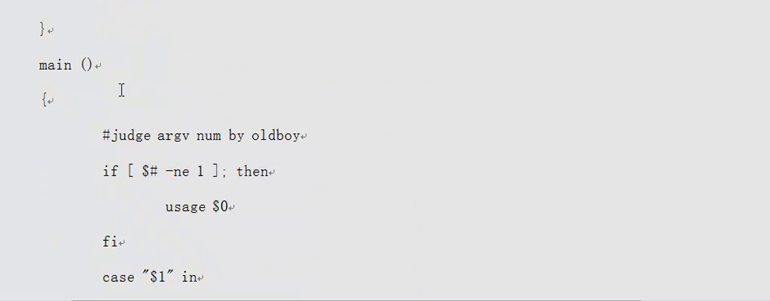 }
main ()
{
#judge argv num by oldboy
if [ $# -ne 1 ]; then
usage $0
fi
case "$1" in